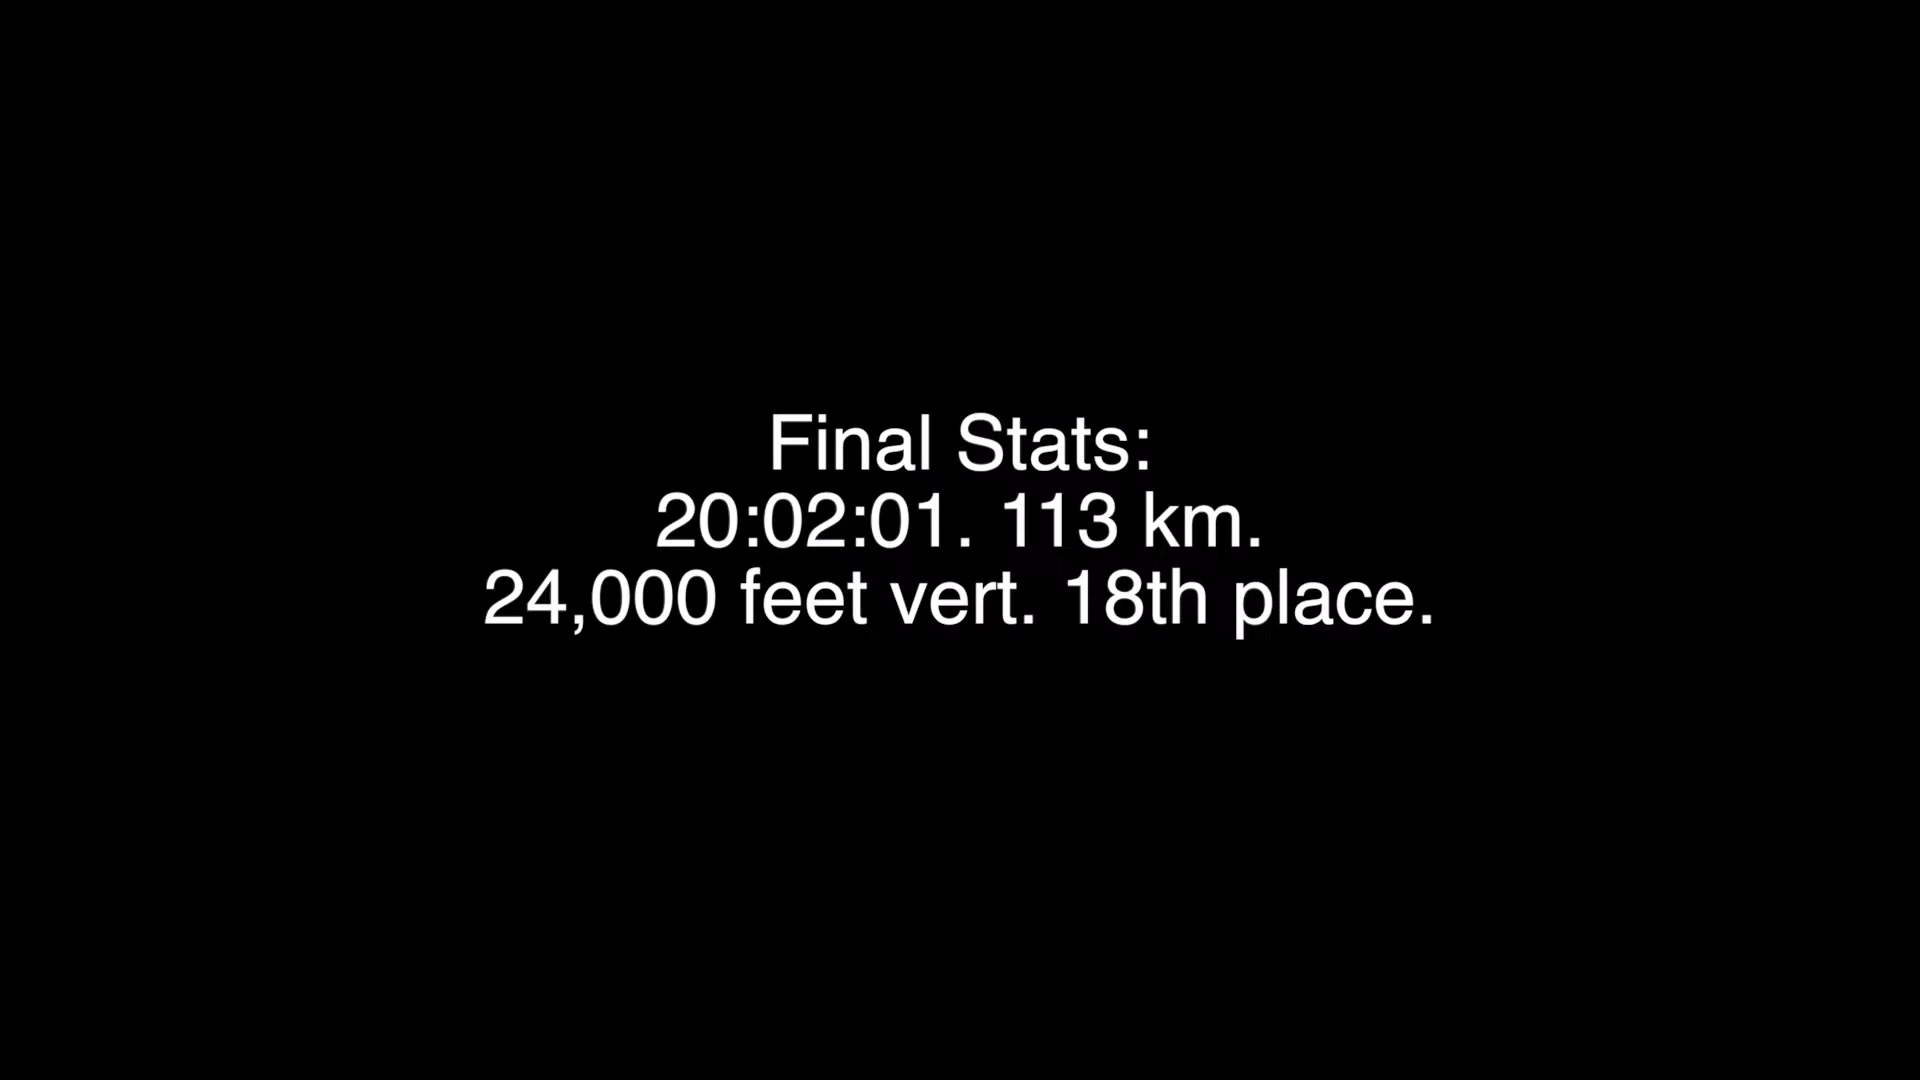 Final Stats:
20:02:01. 113 km.
24,000 feet vert. 18th place.